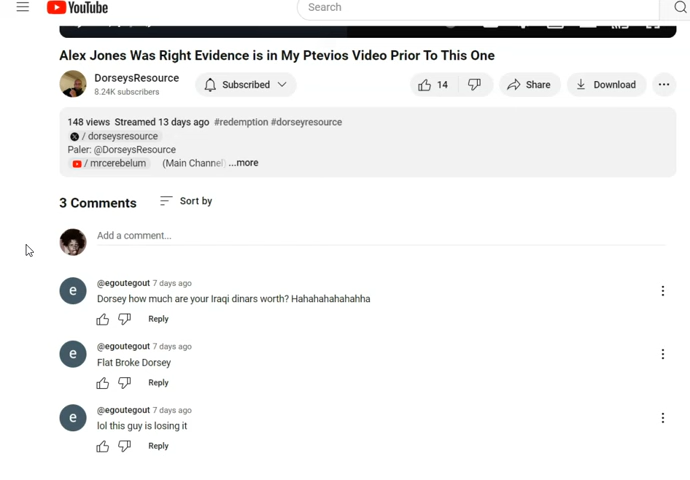 YouTube
Search
Alex Jones Was Right Evidence is in My Ptevios Video Prior To This One
DorseysResource
8.24K subscribers
Subscribed
14
Share
Download
148 views Streamed 13 days ago #redemption #dorseysresource
/ dorseysresource
Paler: @DorseysResource
/ mrcerebelum (Main Channel) ...more
3 Comments
Sort by
Add a comment...
e
@egoutegout 7 days ago
Dorsey how much are your Iraqi dinars worth? Hahahahahahahha
Reply
e
@egoutegout 7 days ago
Flat Broke Dorsey
Reply
e
@egoutegout 7 days ago
lol this guy is losing it
Reply